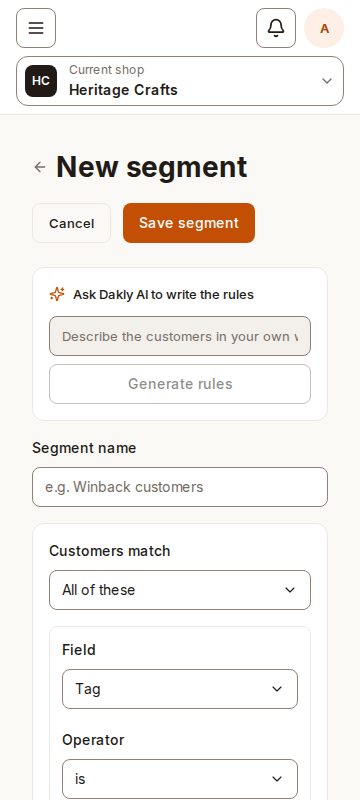 A
HC
Current shop
Heritage Crafts
New segment
Cancel
Save segment
Ask Dakly AI to write the rules
Describe the customers in your own
Generate rules
Segment name
e.g. Winback customers
Customers match
All of these
Field
Tag
Operator
is